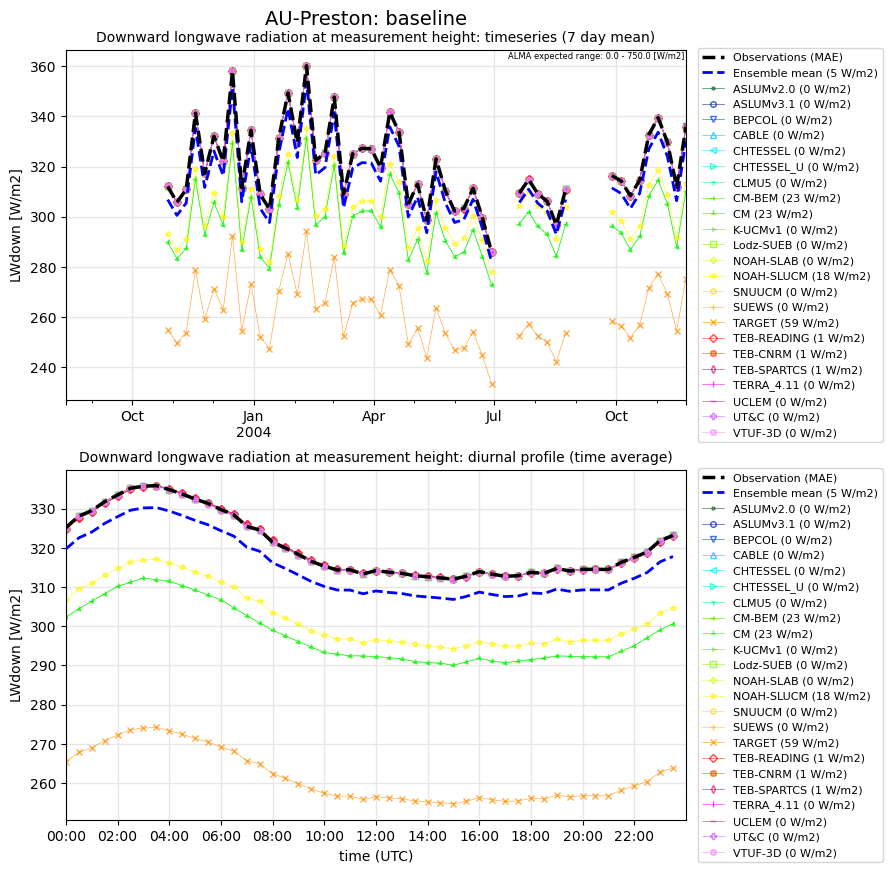 AU-Preston: baseline
Downward longwave radiation at measurement height: timeseries (7 day mean)
ALMA expected range: 0.0 - 750.0 [W/m2]
LWdown [W/m2]
360
340
320
300
280
260
240
Oct
Jan
2004
Apr
Jul
Oct
Observations (MAE)
Ensemble mean (5 W/m2)
ASLUMv2.0 (0 W/m2)
ASLUMv3.1 (0 W/m2)
BEPCOL (0 W/m2)
CABLE (0 W/m2)
CHTESSEL (0 W/m2)
CHTESSEL_U (0 W/m2)
CLMU5 (0 W/m2)
CM-BEM (23 W/m2)
CM (23 W/m2)
K-UCMv1 (0 W/m2)
Lodz-SUEB (0 W/m2)
NOAH-SLAB (0 W/m2)
NOAH-SLUCM (18 W/m2)
SNUUCM (0 W/m2)
SUEWS (0 W/m2)
TARGET (59 W/m2)
TEB-READING (1 W/m2)
TEB-CNRM (1 W/m2)
TEB-SPARTCS (1 W/m2)
TERRA_4.11 (0 W/m2)
UCLEM (0 W/m2)
UT&C (0 W/m2)
VTUF-3D (0 W/m2)
Downward longwave radiation at measurement height: diurnal profile (time average)
LWdown [W/m2]
330
320
310
300
290
280
270
260
00:00
02:00
04:00
06:00
08:00
10:00
12:00
14:00
16:00
18:00
20:00
22:00
time (UTC)
Observation (MAE)
Ensemble mean (5 W/m2)
ASLUMv2.0 (0 W/m2)
ASLUMv3.1 (0 W/m2)
BEPCOL (0 W/m2)
CABLE (0 W/m2)
CHTESSEL (0 W/m2)
CHTESSEL_U (0 W/m2)
CLMU5 (0 W/m2)
CM-BEM (23 W/m2)
CM (23 W/m2)
K-UCMv1 (0 W/m2)
Lodz-SUEB (0 W/m2)
NOAH-SLAB (0 W/m2)
NOAH-SLUCM (18 W/m2)
SNUUCM (0 W/m2)
SUEWS (0 W/m2)
TARGET (59 W/m2)
TEB-READING (1 W/m2)
TEB-CNRM (1 W/m2)
TEB-SPARTCS (1 W/m2)
TERRA_4.11 (0 W/m2)
UCLEM (0 W/m2)
UT&C (0 W/m2)
VTUF-3D (0 W/m2)